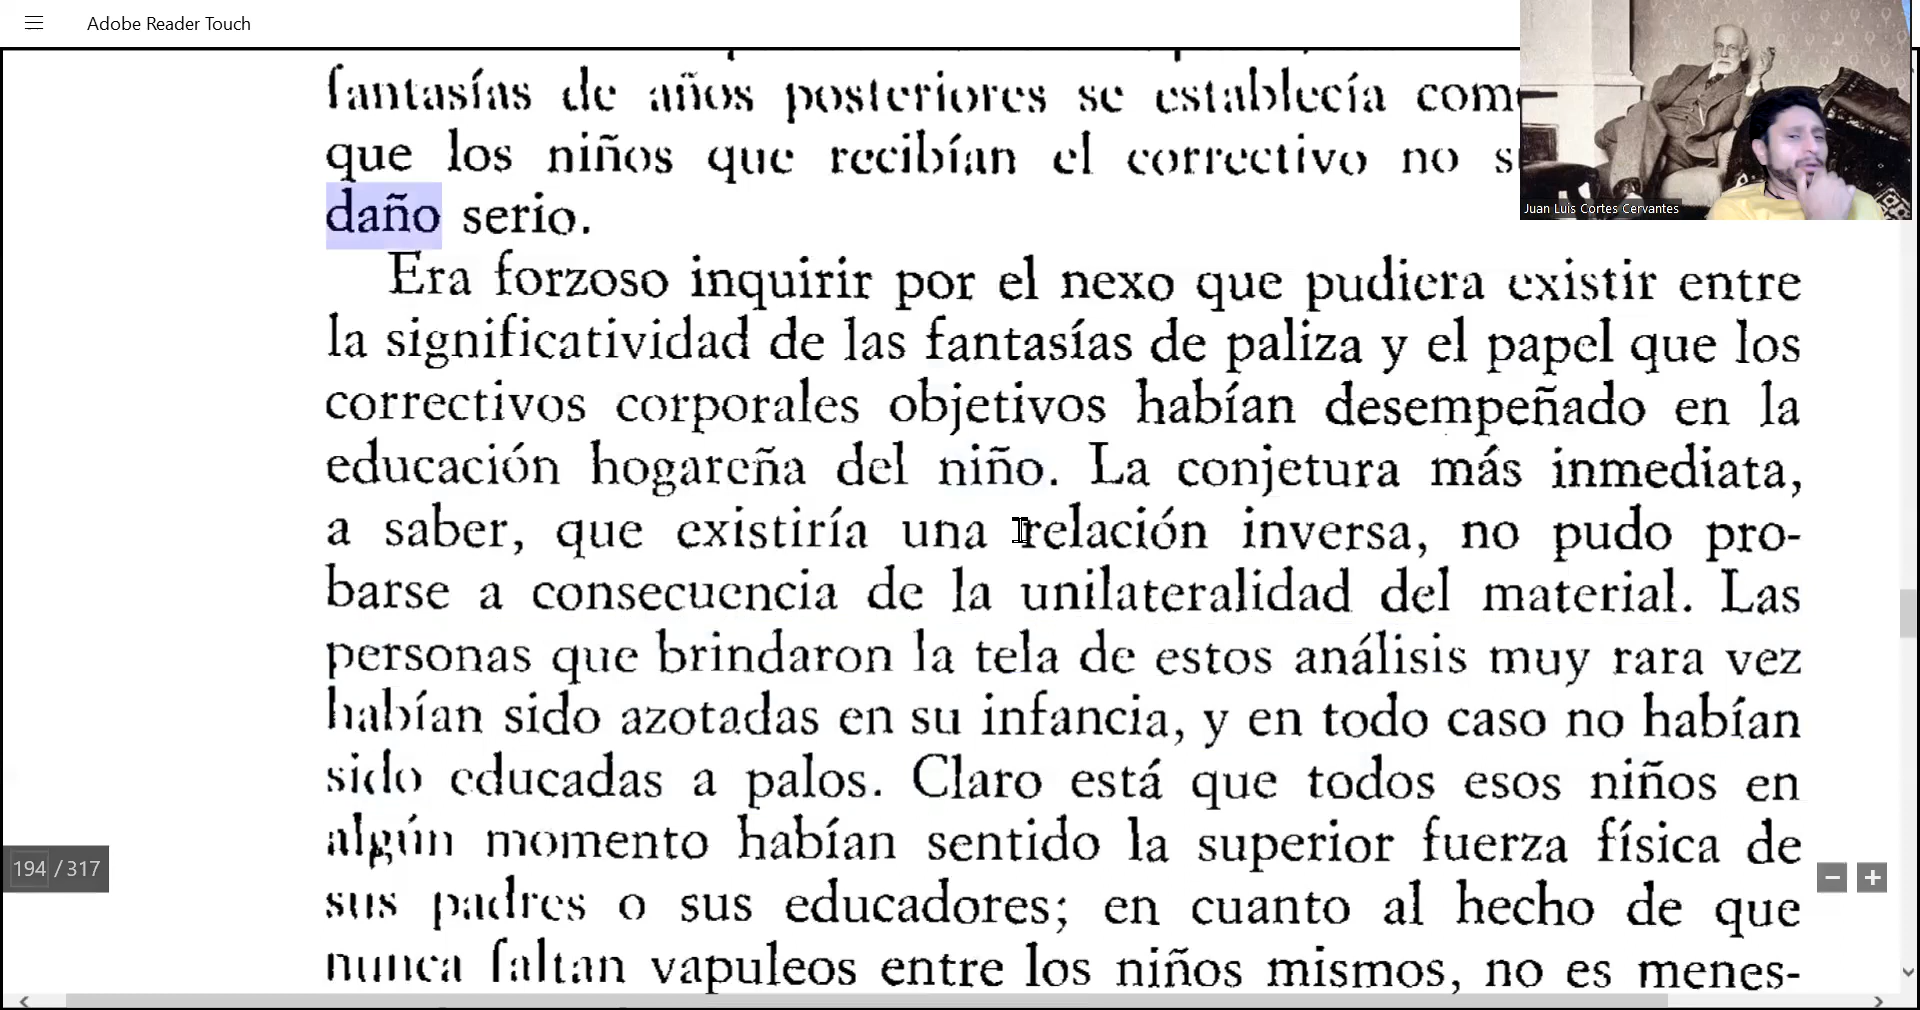 Adobe Reader Touch
fantasías de años posteriores se establecía
que los niños que recibían el correctivo no
daño serio.
Era forzoso inquirir por el nexo que pudiera existir entre
la significatividad de las fantasías de paliza y el papel que los
correctivos corporales objetivos habían desempeñado en la
educación hogareña del niño. La conjetura más inmediata,
a saber, que existiría una relación inversa, no pudo pro-
barse a consecuencia de la unilateralidad del material. Las
personas que brindaron la tela de estos análisis muy rara vez
habían sido azotadas en su infancia, y en todo caso no habían
sido educadas a palos. Claro está que todos esos niños en
algún momento habían sentido la superior fuerza física de
sus padres o sus educadores; en cuanto al hecho de que
nunca faltan vapuleos entre los niños mismos, no es menes-
194 / 317
Juan Luis Cortes Cervantes